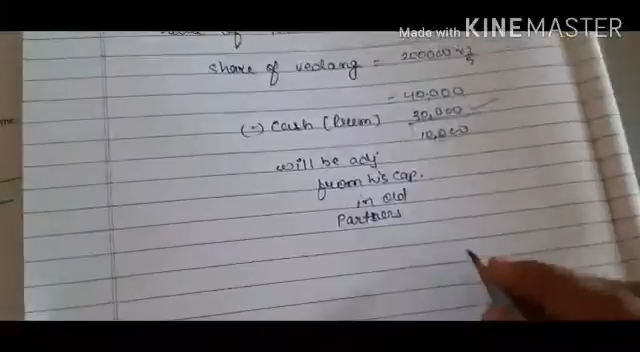 Made with KINEMASTER
share of vedang = 200000 x /5
= 40,000
(-) Cash (Prem) 30,000
10,000
will be adj
from his cap.
in old
Partners